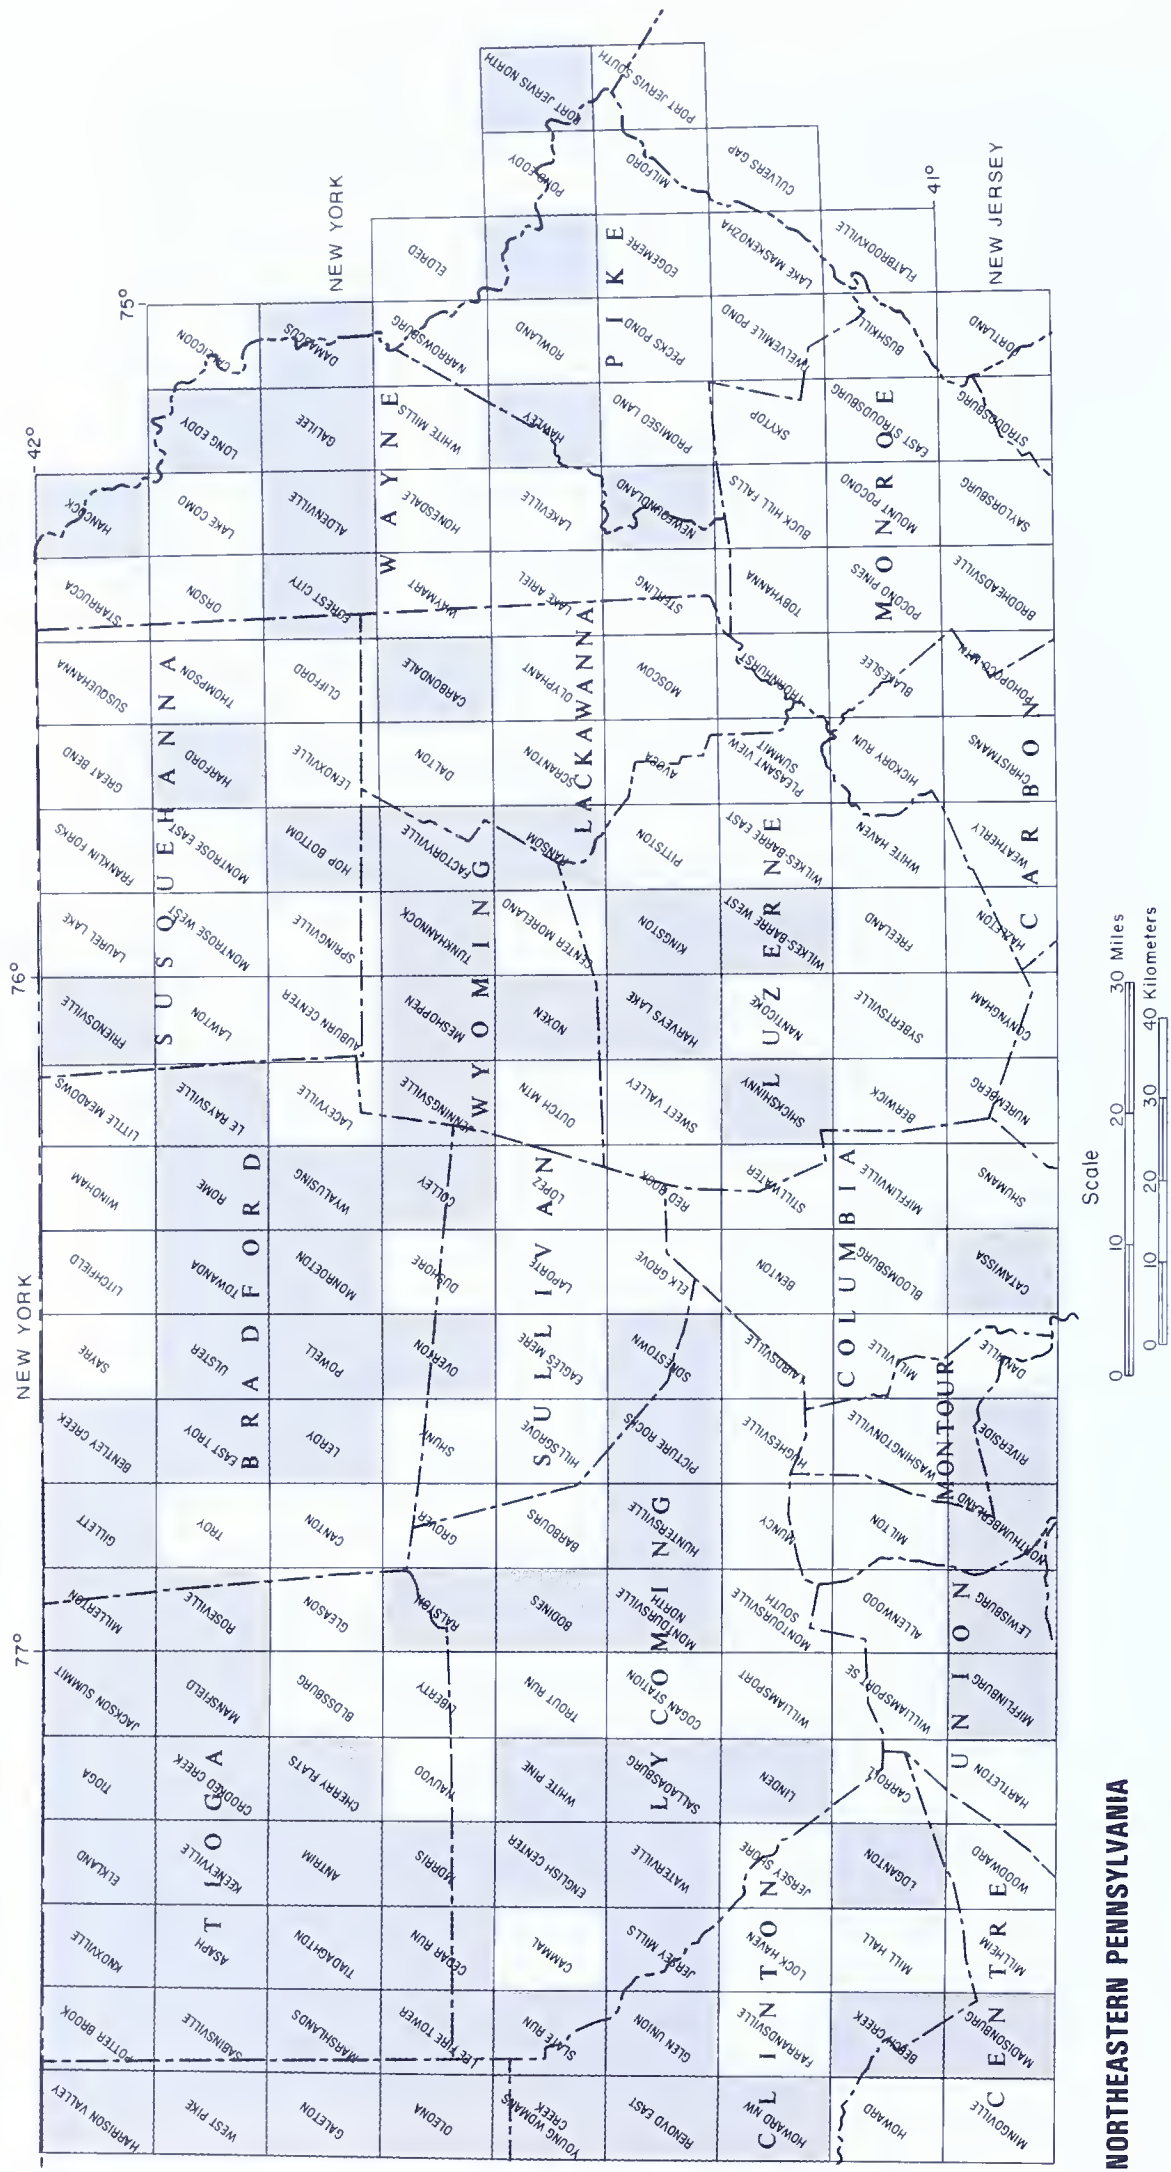 77°
NEW YORK
76°
42°
HARRISON VALLEY
POTTER BROOK
KNOXVILLE
ELKLAND
TIOGA
JACKSON SUMMIT
MILLERTON
GILLETT
BENTLEY CREEK
SAYRE
LITCHFIELD
WINDHAM
LITTLE MEADOWS
FRIENDSVILLE
LAUREL LAKE
FRANKLIN FORKS
GREAT BEND
SUSQUEHANNA
STARRUCCA
HANCOCK
75°
SUSQUEHANNA
WEST PIKE
SABINSVILLE
ASAPH
KEENEYVILLE
CROOKED CREEK
MANSFIELD
ROSEVILLE
TROY
EAST TROY
ULSTER
TOWANDA
ROME
LE RAYSVILLE
LAWTON
MONTROSE WEST
MONTROSE EAST
HARFORD
THOMPSON
ORSON
LAKE COMO
LONG EDDY
CALLICOON
TIOGA
BRADFORD
GALETON
MARSHLANDS
TIADAGHTON
ANTRIM
CHERRY FLATS
BLOSSBURG
GLEASON
CANTON
LEROY
POWELL
MONROETON
WYALUSING
LACEYVILLE
AUBURN CENTER
SPRINGVILLE
HOP BOTTOM
LENOXVILLE
CLIFFORD
FOREST CITY
ALDENVILLE
GALILEE
DAMASCUS
NEW YORK
WAYNE
OLEONA
LEE FIRE TOWER
CEDAR RUN
MORRIS
NAUVOO
LIBERTY
RALSTON
GROVER
SHUNK
OVERTON
DUSHORE
COLLEY
JENNINGSVILLE
MESHOPPEN
TUNKHANNOCK
FACTORYVILLE
DALTON
CARBONDALE
WAYMART
HONESDALE
WHITE MILLS
NARROWSBURG
ELDRED
WYOMING
YOUNG WOMANS
CREEK
SLATE RUN
CAMMAL
ENGLISH CENTER
WHITE PINE
TROUT RUN
BODINES
BARBOURS
HILLSGROVE
EAGLES MERE
LAPORTE
LOPEZ
DUTCH MTN
NOXEN
CENTER MORELAND
RANSOM
SCRANTON
OLYPHANT
LAKE ARIEL
LAKEVILLE
HAWLEY
ROWLAND
POND EDDY
PORT JERVIS NORTH
SULLIVAN
LACKAWANNA
PIKE
RENOVO EAST
GLEN UNION
JERSEY MILLS
WATERVILLE
SALLADASBURG
COGAN STATION
MONTOURSVILLE
NORTH
HUNTERSVILLE
PICTURE ROCKS
SONESTOWN
ELK GROVE
RED ROCK
SWEET VALLEY
HARVEYS LAKE
KINGSTON
PITTSTON
AVOCA
MOSCOW
STERLING
NEWFOUNDLAND
PROMISED LAND
PECKS POND
EDGEMERE
MILFORD
PORT JERVIS SOUTH
LYCOMING
HOWARD NW
FARRANDSVILLE
LOCK HAVEN
JERSEY SHORE
LINDEN
WILLIAMSPORT
MONTOURSVILLE
SOUTH
MUNCY
HUGHESVILLE
LAIRDSVILLE
BENTON
STILLWATER
SHICKSHINNY
NANTICOKE
WILKES-BARRE WEST
WILKES-BARRE EAST
PLEASANT VIEW
SUMMIT
THORNHURST
TOBYHANNA
BUCK HILL FALLS
SKYTOP
TWELVEMILE POND
LAKE MASKENOZHA
CULVERS GAP
CLINTON
LUZERNE
HOWARD
BEECH CREEK
MILL HALL
LOGANTON
CARROLL
WILLIAMSPORT SE
ALLENWOOD
MILTON
WASHINGTONVILLE
MILLVILLE
BLOOMSBURG
MIFFLINVILLE
BERWICK
SYBERTSVILLE
FREELAND
WHITE HAVEN
HICKORY RUN
BLAKESLEE
POCONO PINES
MOUNT POCONO
EAST STROUDSBURG
BUSHKILL
FLATBROOKVILLE
COLUMBIA
MONROE
41°
MONTOUR
UNION
MINGOVILLE
MADISONBURG
MILLHEIM
WOODWARD
HARTLETON
MIFFLINBURG
LEWISBURG
NORTHUMBERLAND
RIVERSIDE
DANVILLE
CATAWISSA
SHUMANS
NUREMBERG
CONYNGHAM
HAZLETON
WEATHERLY
CHRISTMANS
POHOPOCO MTN
BRODHEADSVILLE
SAYLORSBURG
STROUDSBURG
PORTLAND
NEW JERSEY
CENTRE
CARBON
Scale
0 10 20 30 Miles
0 10 20 30 40 Kilometers
NORTHEASTERN PENNSYLVANIA